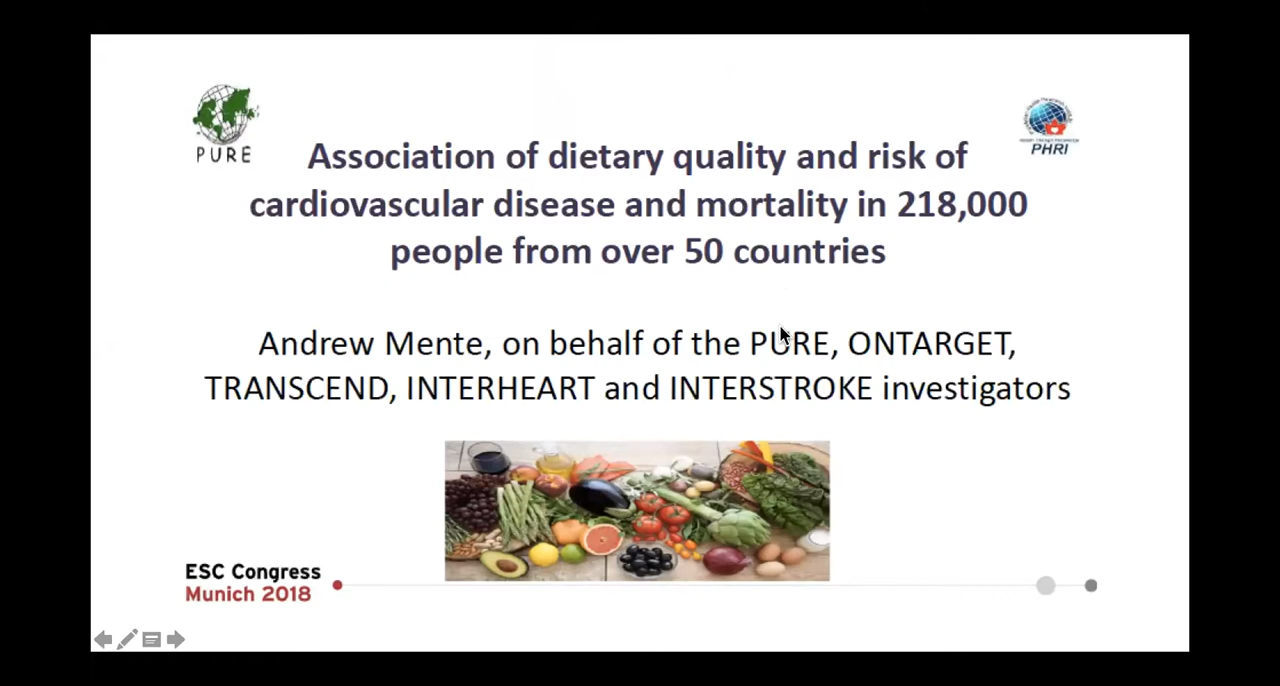 PURE
PHRI
Association of dietary quality and risk of
cardiovascular disease and mortality in 218,000
people from over 50 countries
Andrew Mente, on behalf of the PURE, ONTARGET,
TRANSCEND, INTERHEART and INTERSTROKE investigators
ESC Congress
Munich 2018